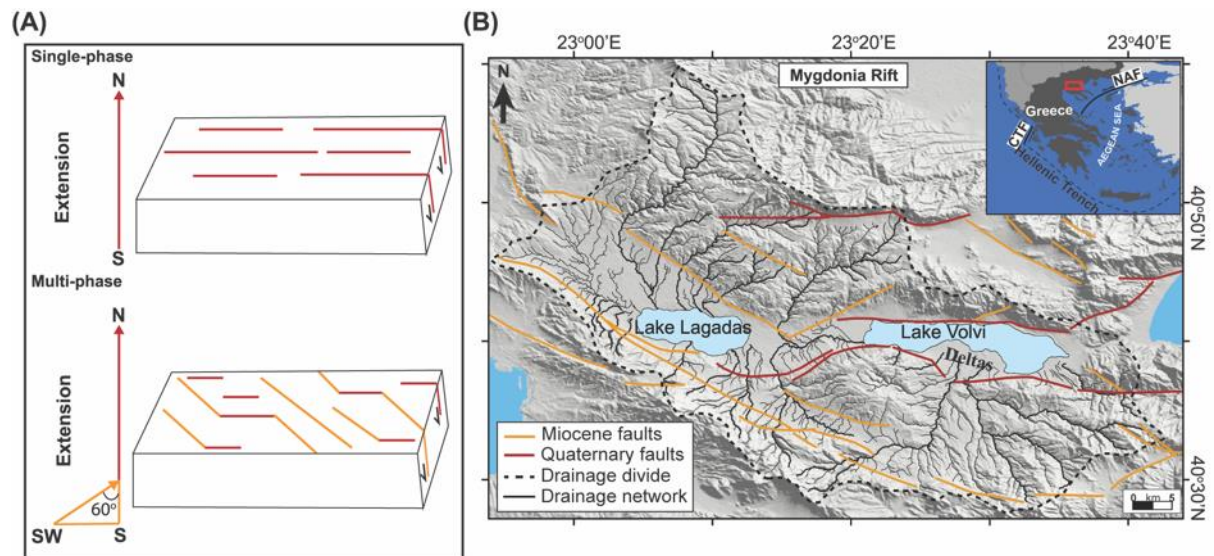 (A)
Single-phase
N
Extension
S
Multi-phase
N
Extension
60°
SW
S
(B)
23°00'E
23°20'E
23°40'E
N
Mygdonia Rift
NAF
Greece
CTF
AEGEAN SEA
Hellenic Trench
40°50'N
Lake Lagadas
Lake Volvi
Deltas
Miocene faults
Quaternary faults
Drainage divide
Drainage network
40°30'N
0 km 5